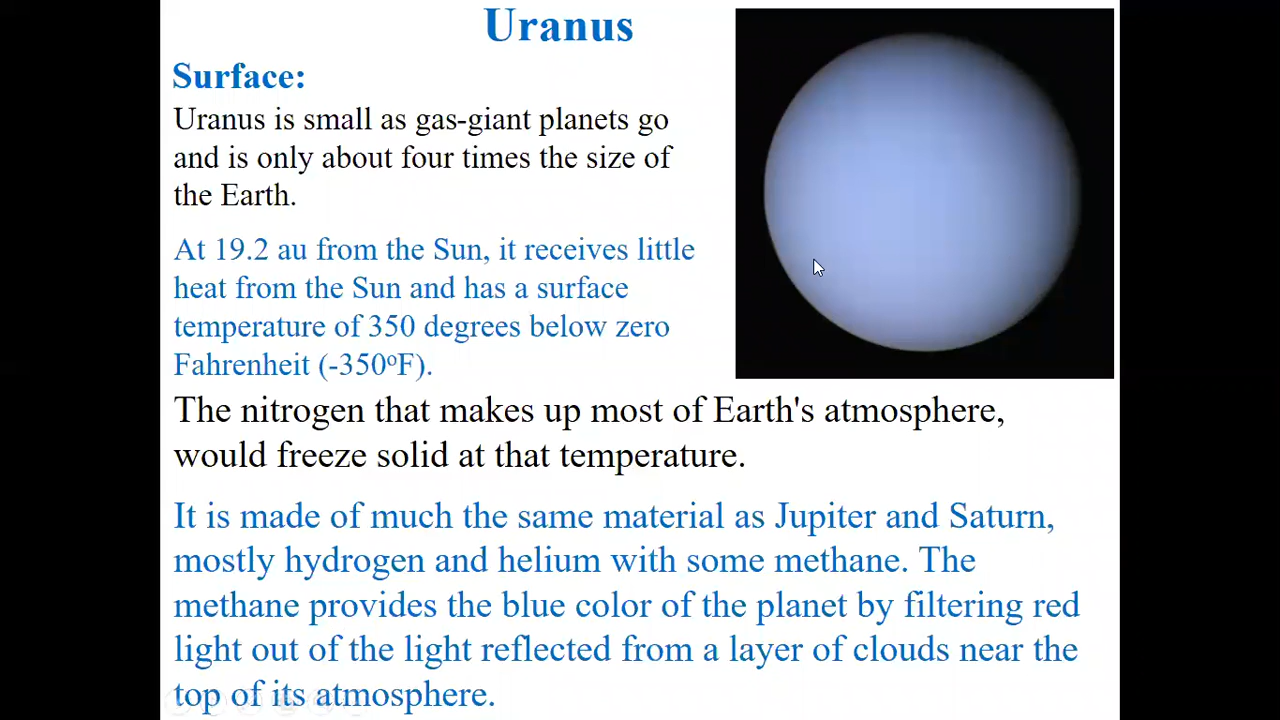 Uranus
Surface:
Uranus is small as gas-giant planets go
and is only about four times the size of
the Earth.
At 19.2 au from the Sun, it receives little
heat from the Sun and has a surface
temperature of 350 degrees below zero
Fahrenheit (-350ºF).
The nitrogen that makes up most of Earth's atmosphere,
would freeze solid at that temperature.
It is made of much the same material as Jupiter and Saturn,
mostly hydrogen and helium with some methane. The
methane provides the blue color of the planet by filtering red
light out of the light reflected from a layer of clouds near the
top of its atmosphere.